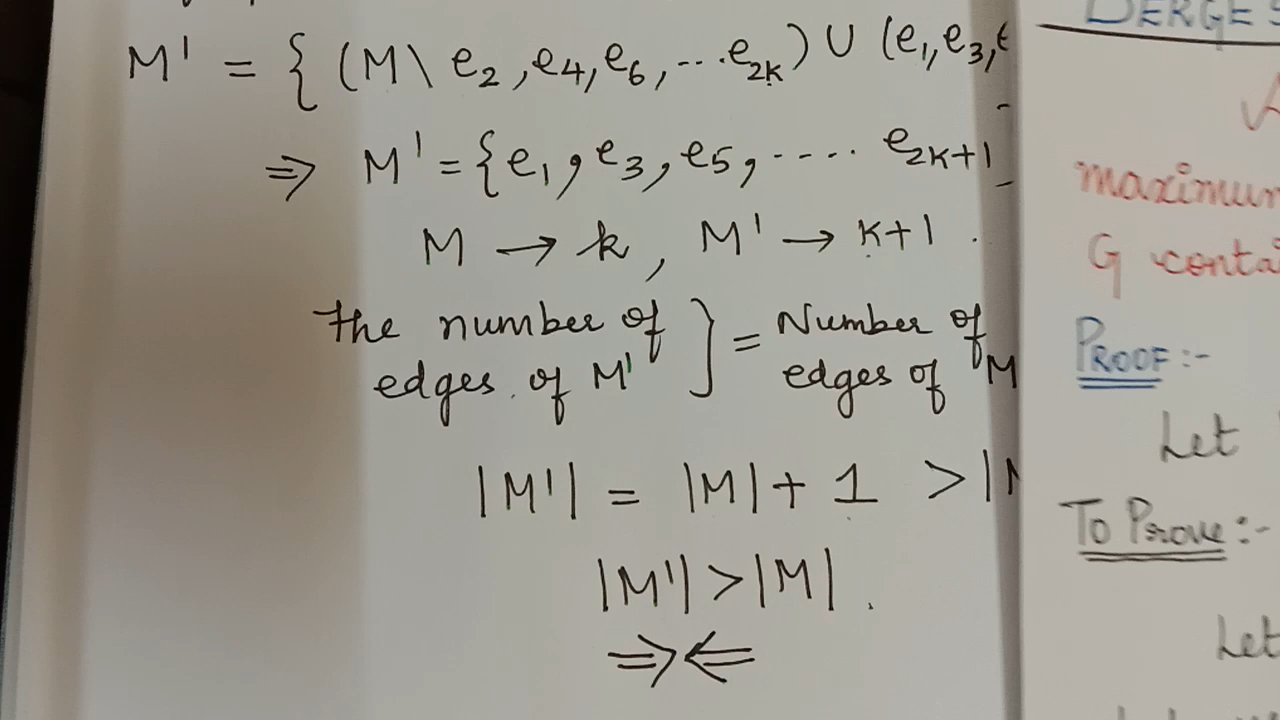 M' = { (M\ e₂, e₄, e₆, ... e₂ₖ) ∪ (e₁, e₃,
⇒ M' = {e₁, e₃, e₅, .... e₂ₖ₊₁
M → k, M' → k+1.
the number of edges of M' } = Number of edges of M
|M'| = |M| + 1 > |M
|M'| > |M|.
⇒⇐
BERGE'S
A
maximum
G contai
PROOF :-
Let
To Prove :-
Let